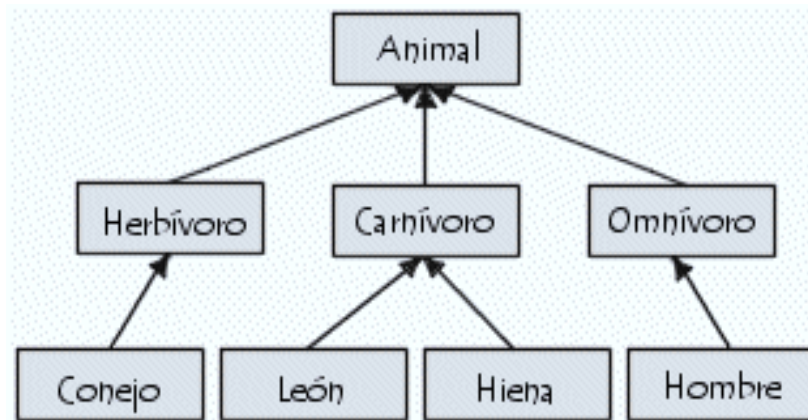 Animal
Herbívoro
Carnívoro
Omnívoro
Conejo
León
Hiena
Hombre